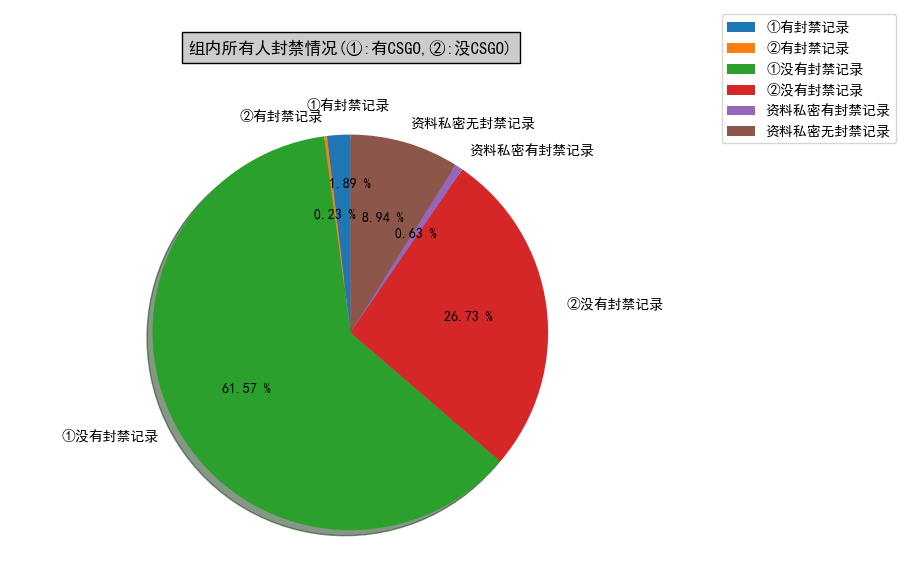 组内所有人封禁情况(①:有CSGO,②:没CSGO)
①有封禁记录
②有封禁记录
①没有封禁记录
②没有封禁记录
资料私密有封禁记录
资料私密无封禁记录
①有封禁记录
②有封禁记录
资料私密无封禁记录
资料私密有封禁记录
1.89 %
0.23 %
8.94 %
0.63 %
②没有封禁记录
26.73 %
61.57 %
①没有封禁记录